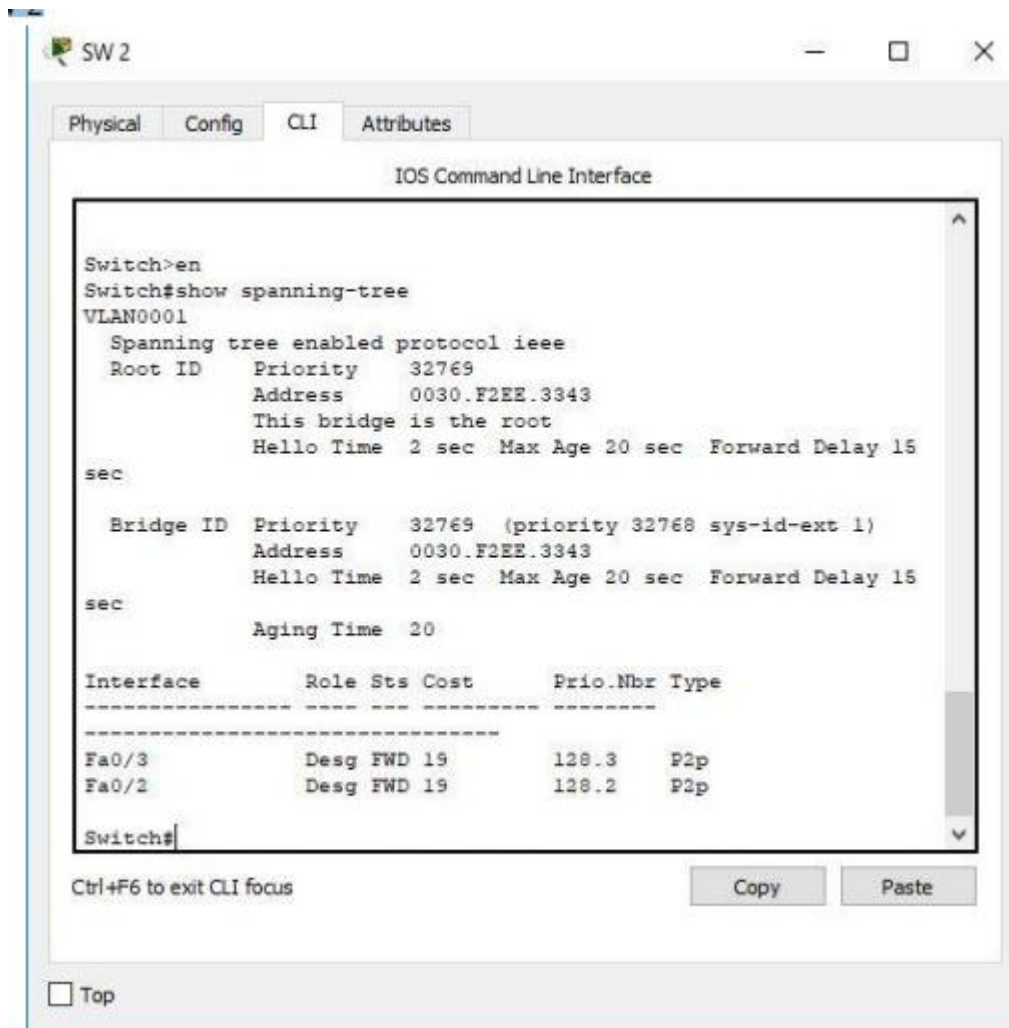 SW 2
Physical Config CLI Attributes
IOS Command Line Interface
Switch>en
Switch#show spanning-tree
VLAN0001
Spanning tree enabled protocol ieee
Root ID Priority 32769
Address 0030.F2EE.3343
This bridge is the root
Hello Time 2 sec Max Age 20 sec Forward Delay 15
sec
Bridge ID Priority 32769 (priority 32768 sys-id-ext 1)
Address 0030.F2EE.3343
Hello Time 2 sec Max Age 20 sec Forward Delay 15
sec
Aging Time 20
Interface Role Sts Cost Prio.Nbr Type
---------------- ---- --- --------- --------
--------------------------------
Fa0/3 Desg FWD 19 128.3 P2p
Fa0/2 Desg FWD 19 128.2 P2p
Switch#
Ctrl+F6 to exit CLI focus
Copy Paste
Top